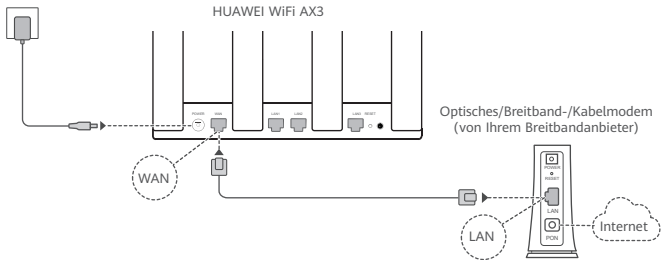 HUAWEI WiFi AX3
POWER WAN LAN1 LAN2 LAN3 RESET
WAN
Optisches/Breitband-/Kabelmodem
(von Ihrem Breitbandanbieter)
POWER
RESET
LAN
PON
LAN
Internet